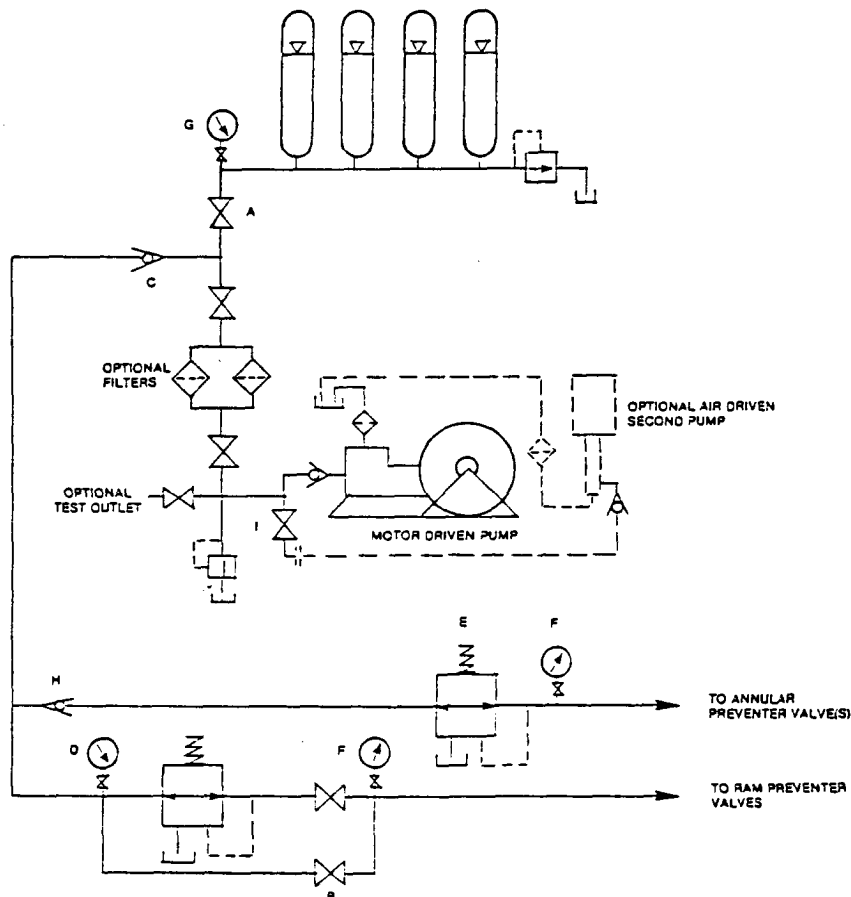 G
A
C
OPTIONAL
FILTERS
OPTIONAL AIR DRIVEN
SECOND PUMP
OPTIONAL
TEST OUTLET
I
MOTOR DRIVEN PUMP
E
F
H
TO ANNULAR
PREVENTER VALVE(S)
D
F
TO RAM PREVENTER
VALVES